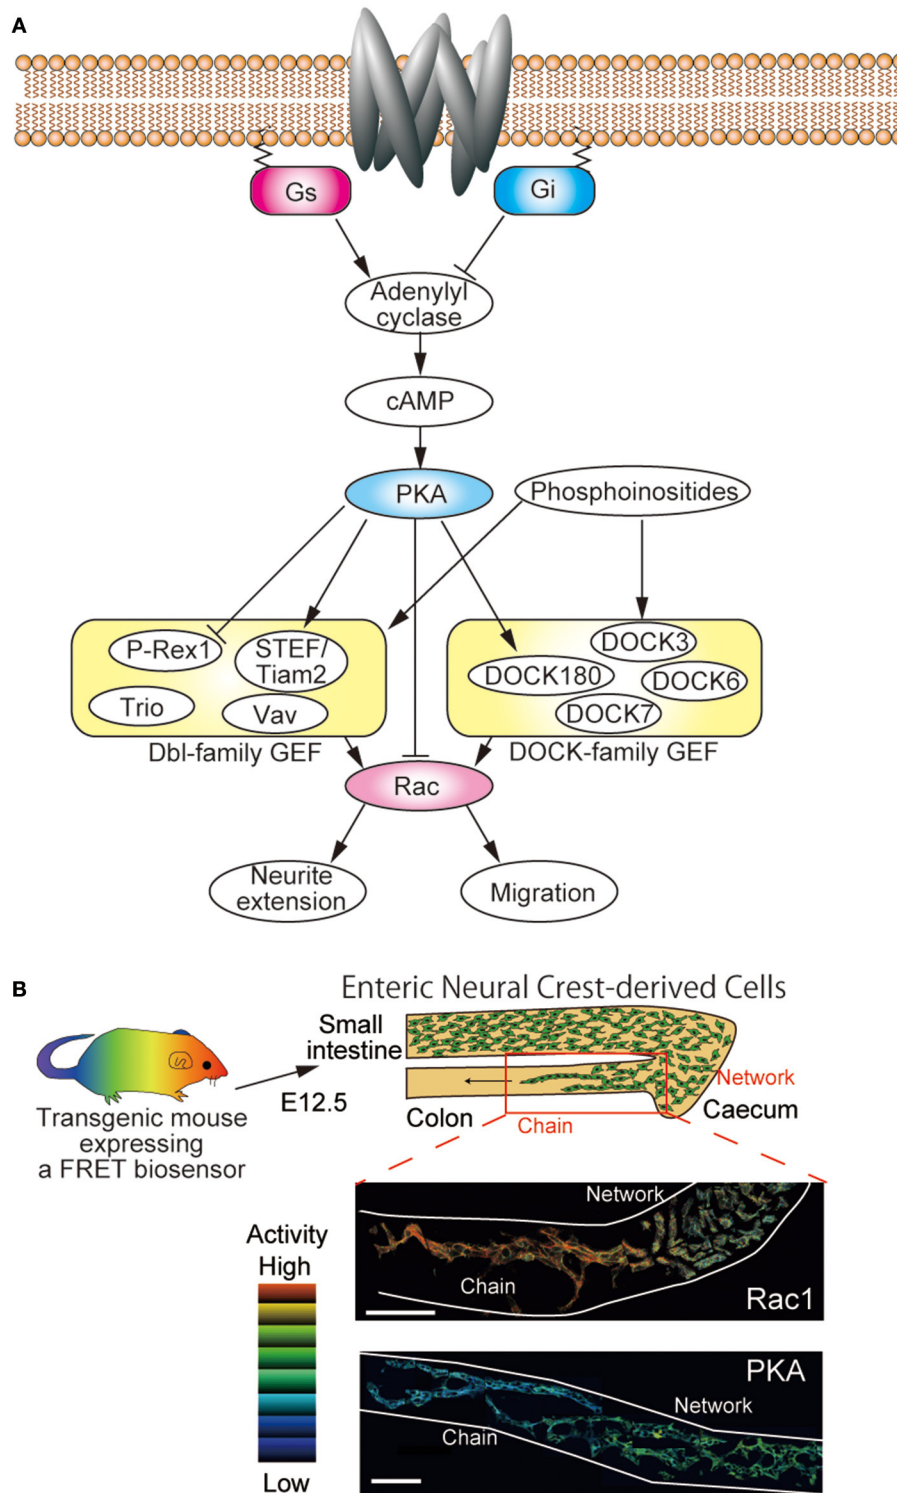 A
Gs
Gi
Adenylyl
cyclase
cAMP
PKA
Phosphoinositides
P-Rex1
STEF/
Tiam2
Trio
Vav
DOCK3
DOCK180
DOCK6
DOCK7
Dbl-family GEF
DOCK-family GEF
Rac
Neurite
extension
Migration
B
Enteric Neural Crest-derived Cells
Small
intestine
E12.5
Network
Colon
Caecum
Chain
Transgenic mouse
expressing
a FRET biosensor
Network
Chain
Rac1
Activity
High
Low
PKA
Network
Chain